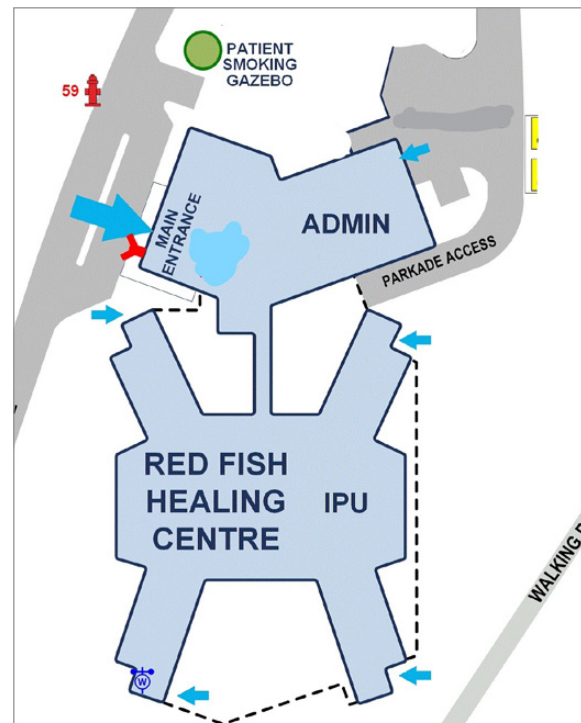 PATIENT
SMOKING
GAZEBO
59
MAIN
ENTRANCE
ADMIN
PARKADE ACCESS
RED FISH
HEALING
CENTRE
IPU
WALKING
W